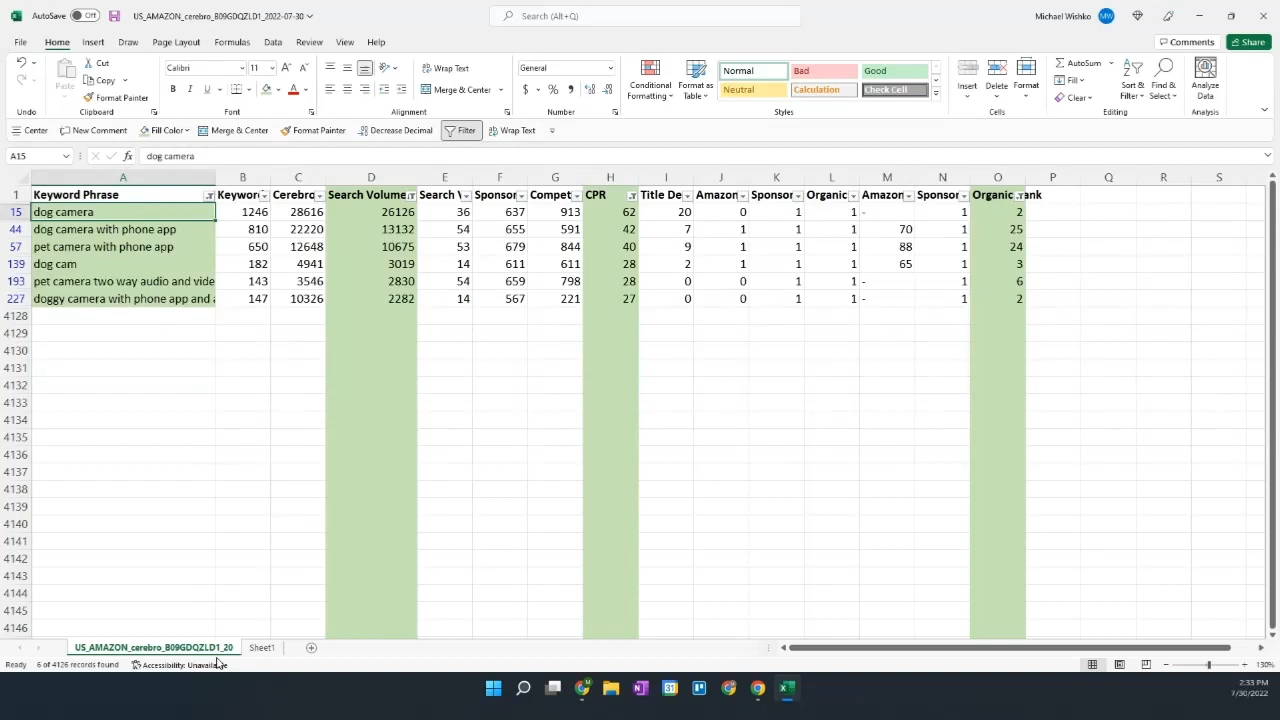 AutoSave Off US_AMAZON_cerebro_B09GDQZLD1_2022-07-30 Search (Alt+Q) Michael Wishko MW
File Home Insert Draw Page Layout Formulas Data Review View Help Comments Share
Paste Cut Copy Format Painter Calibri 11 Wrap Text Merge & Center General Conditional Formatting Format as Table Normal Bad Good Neutral Calculation Check Cell Insert Delete Format AutoSum Fill Clear Sort & Filter Find & Select Analyze Data
Undo Clipboard Font Alignment Number Styles Cells Editing Analysis
Center New Comment Fill Color Merge & Center Format Painter Decrease Decimal Filter Wrap Text
A15 fx dog camera
A B C D E F G H I J K L M N O P Q R S
1 Keyword Phrase Keyword Cerebro Search Volume Search V Sponsor Compet CPR Title De Amazon Sponsor Organic Amazon Sponsor Organic Rank
15 dog camera 1246 28616 26126 36 637 913 62 20 0 1 1 - 1 2
44 dog camera with phone app 810 22220 13132 54 655 591 42 7 1 1 1 70 1 25
57 pet camera with phone app 650 12648 10675 53 679 844 40 9 1 1 1 88 1 24
139 dog cam 182 4941 3019 14 611 611 28 2 1 1 1 65 1 3
193 pet camera two way audio and vide 143 3546 2830 54 659 798 28 0 0 1 1 - 1 6
227 doggy camera with phone app and a 147 10326 2282 14 567 221 27 0 0 1 1 - 1 2
4128
4129
4130
4131
4132
4133
4134
4135
4136
4137
4138
4139
4140
4141
4142
4143
4144
4145
4146
US_AMAZON_cerebro_B09GDQZLD1_20 Sheet1
Ready 6 of 4126 records found Accessibility: Unavailable 130%
2:33 PM
7/30/2022